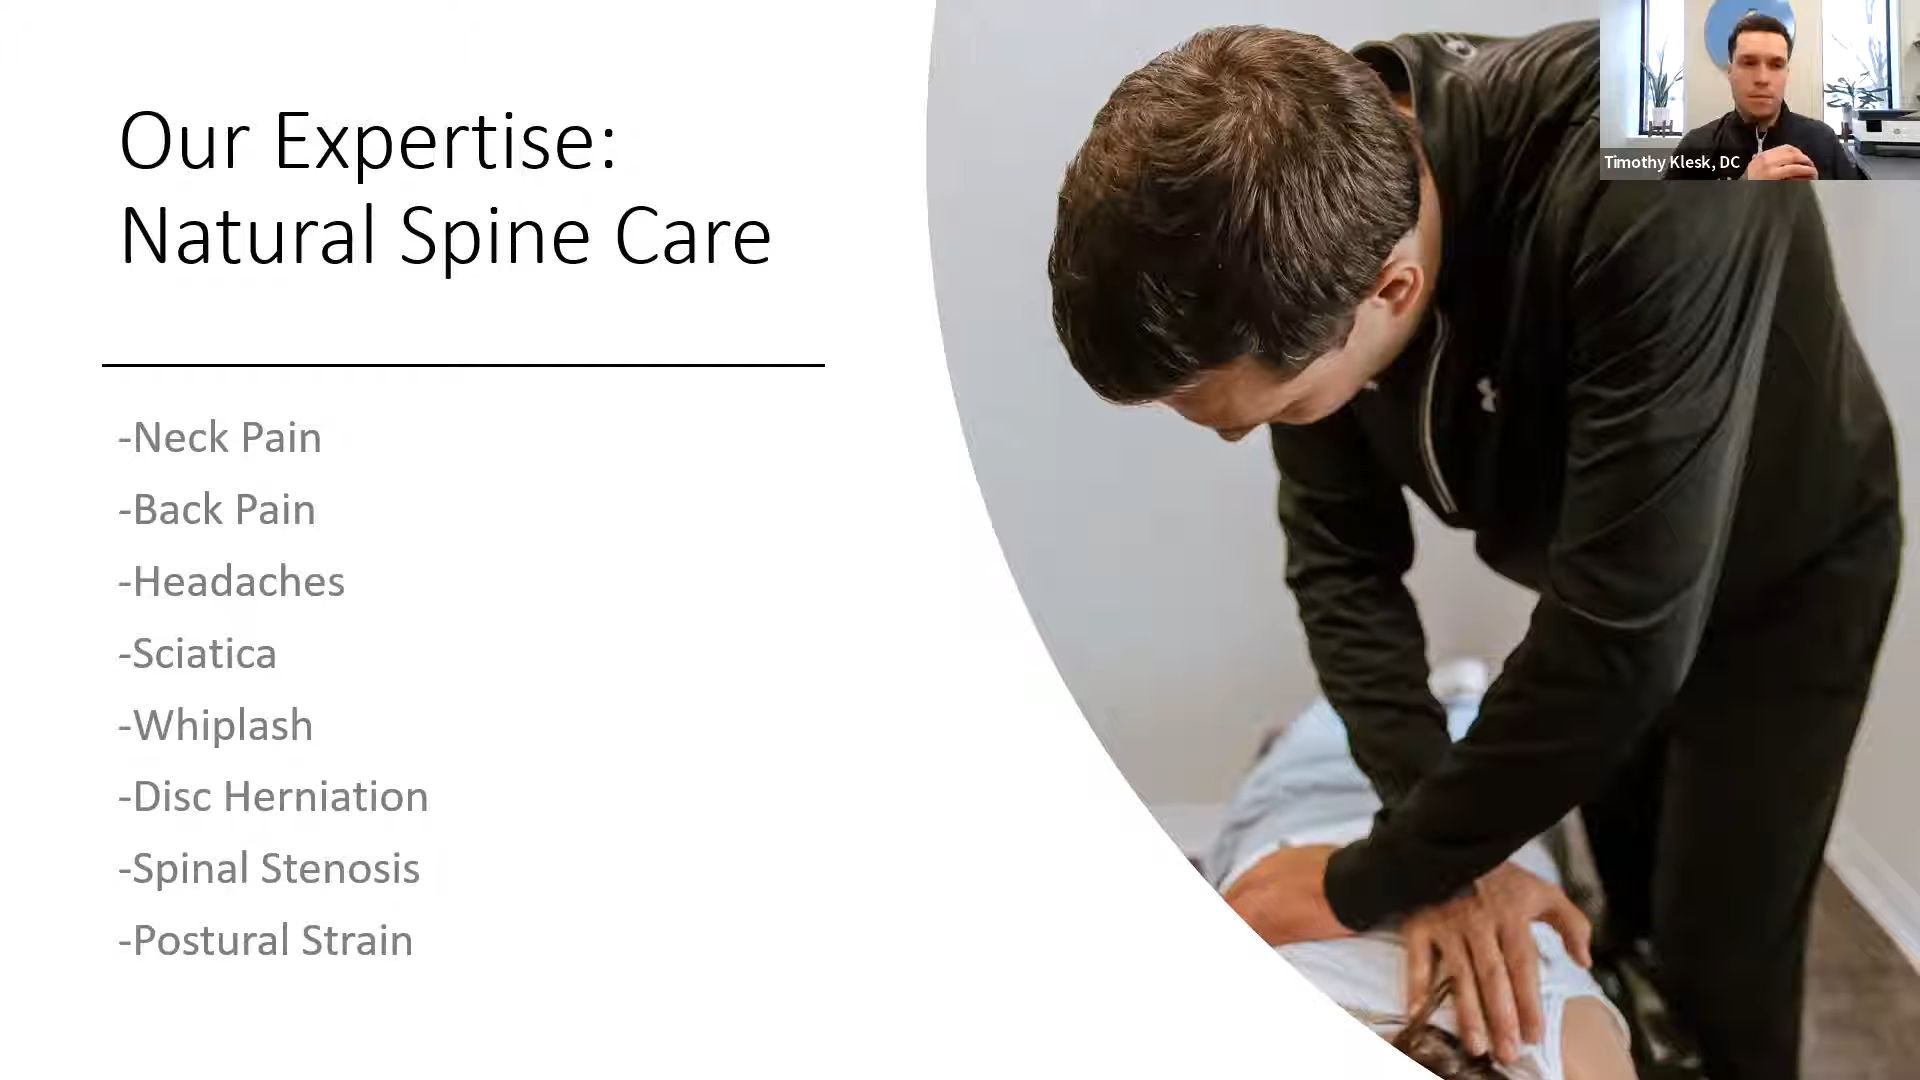 Our Expertise:
Natural Spine Care
-Neck Pain
-Back Pain
-Headaches
-Sciatica
-Whiplash
-Disc Herniation
-Spinal Stenosis
-Postural Strain
Timothy Klesk, DC